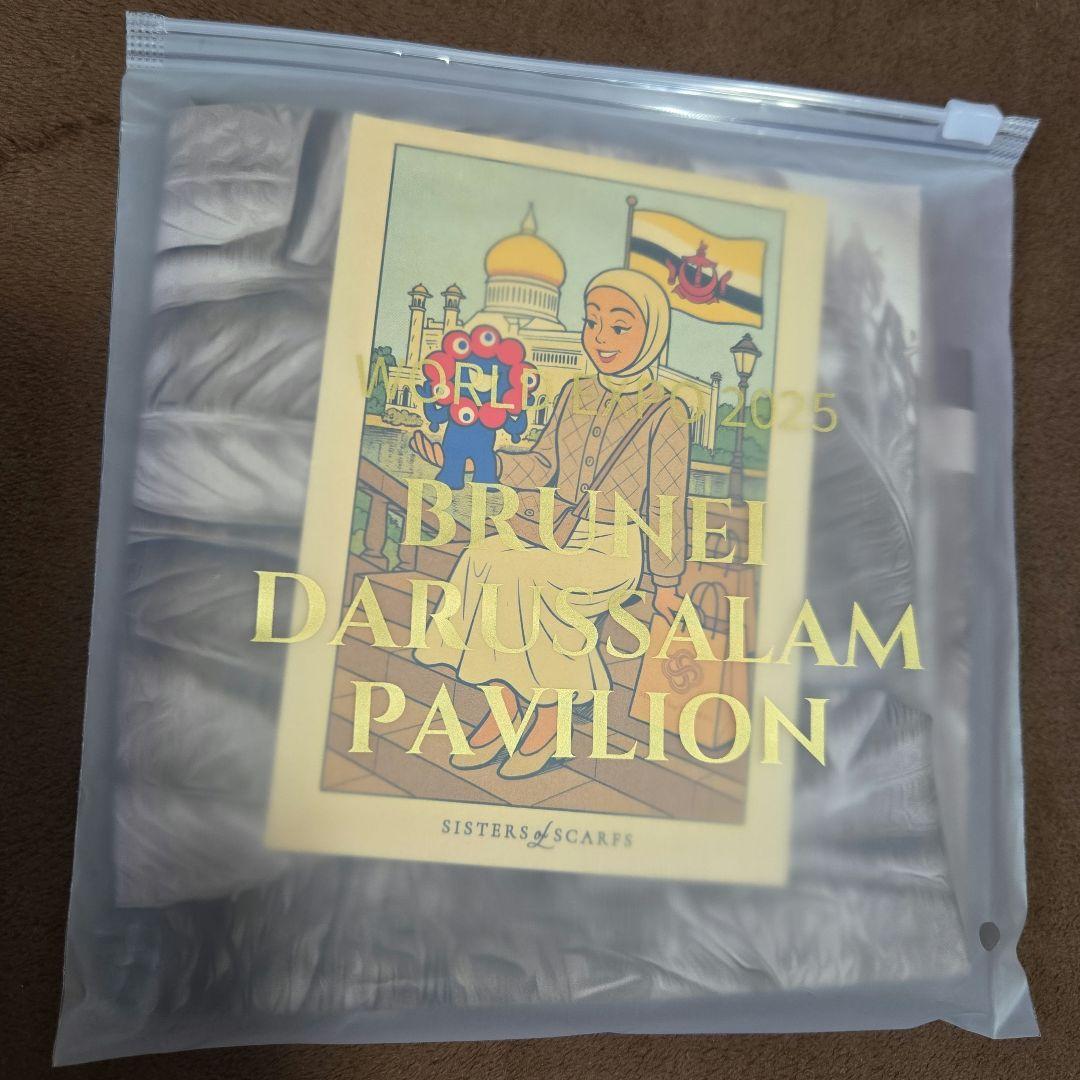 WORLD EXPO 2025
BRUNEI
DARUSSALAM
PAVILION
SISTERS of SCARFS